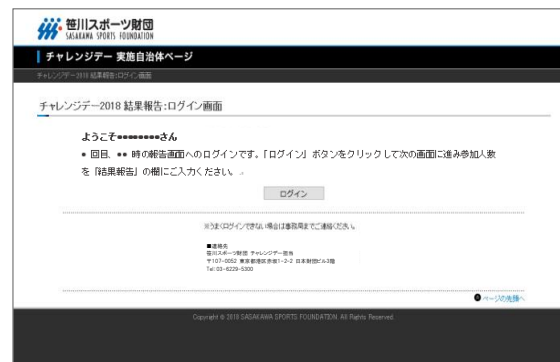 笹川スポーツ財団
SASAKAWA SPORTS FOUNDATION
チャレンジデー 実施自治体ページ
チャレンジデー2018 結果報告:ログイン画面
チャレンジデー2018 結果報告:ログイン画面
ようこそ●●●●●●●●さん
● 回目、●● 時の報告画面へのログインです。「ログイン」ボタンをクリックして次の画面に進み参加人数
を「結果報告」の欄にご入力ください。
ログイン
※うまくログインできない場合は事務局までご連絡ください。
■連絡先
笹川スポーツ財団 チャレンジデー担当
〒107-0052 東京都港区赤坂1-2-2 日本財団ビル3階
Tel: 03-6229-5300
ページの先頭へ
Copyright © 2018 SASAKAWA SPORTS FOUNDATION. All Rights Reserved.